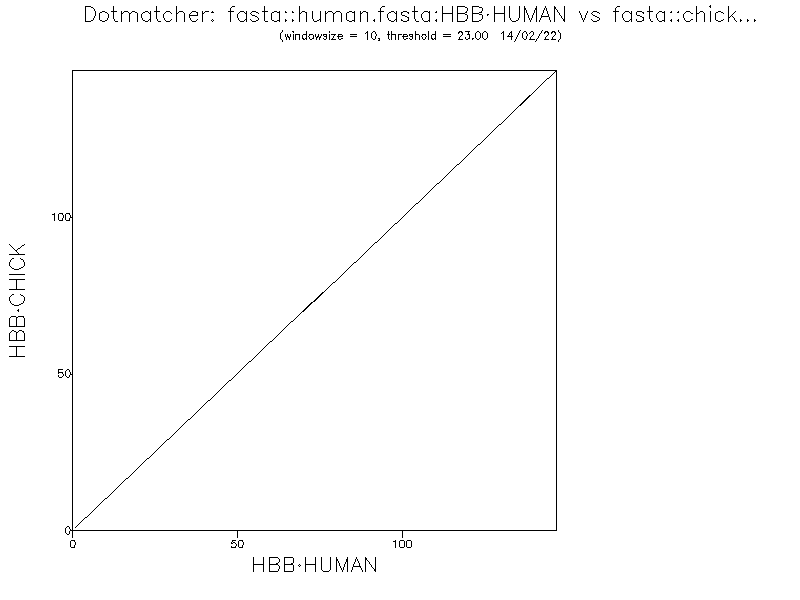 Dotmatcher: fasta::human.fasta:HBB·HUMAN vs fasta::chick...
(windowsize = 10, threshold = 23.00 14/02/22)
HBB·CHICK
100
50
0
0 50 100
HBB·HUMAN